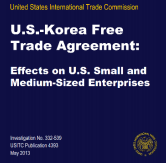 United States International Trade Commission
U.S.-Korea Free
Trade Agreement:
Effects on U.S. Small and
Medium-Sized Enterprises
Investigation No. 332-539
USITC Publication 4393
May 2013